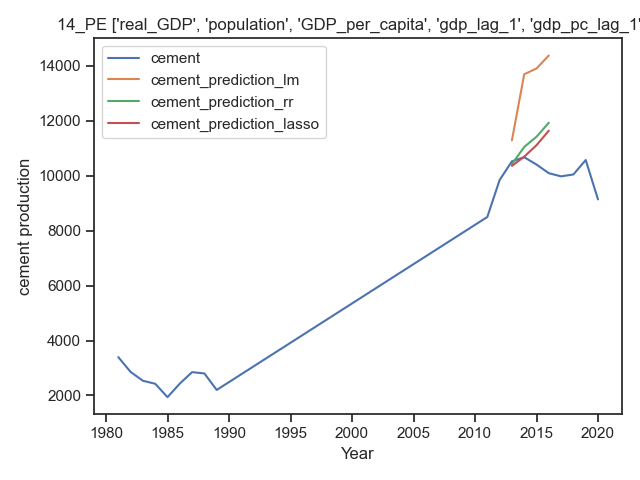 14_PE ['real_GDP', 'population', 'GDP_per_capita', 'gdp_lag_1', 'gdp_pc_lag_1'
cement
cement_prediction_lm
cement_prediction_rr
cement_prediction_lasso
cement production
14000
12000
10000
8000
6000
4000
2000
1980 1985 1990 1995 2000 2005 2010 2015 2020
Year